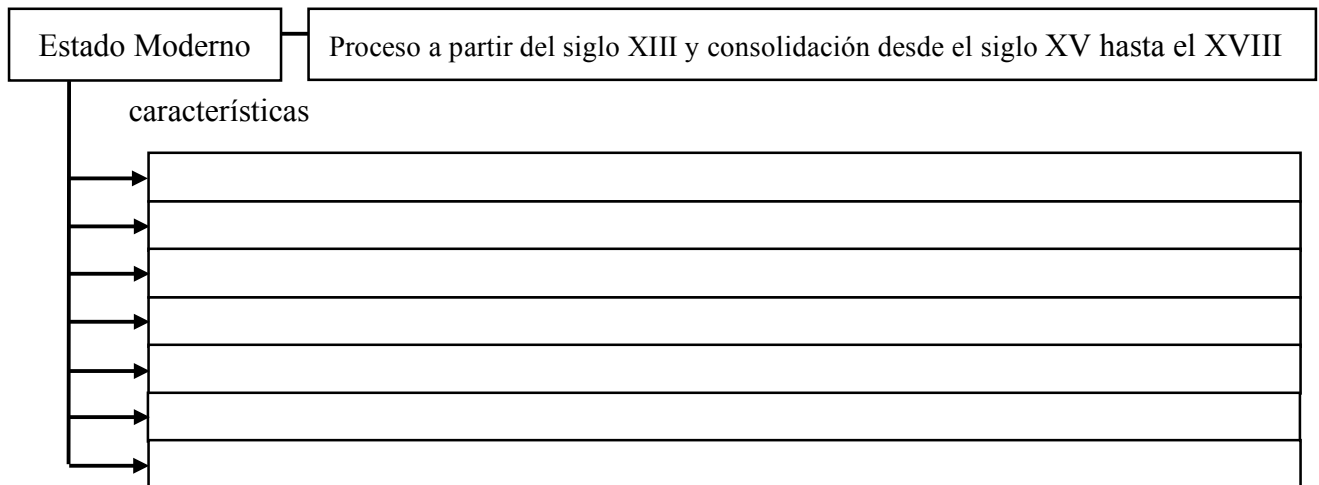 Estado Moderno
Proceso a partir del siglo XIII y consolidación desde el siglo XV hasta el XVIII
características